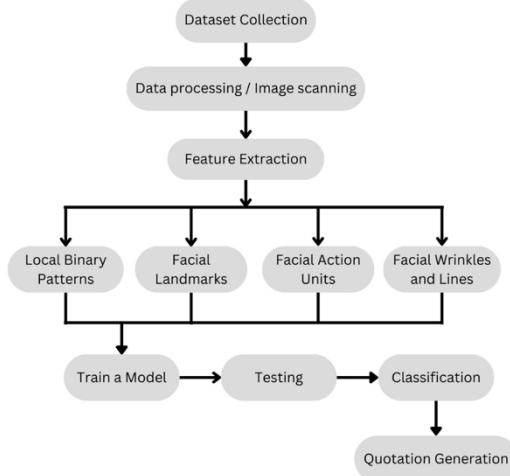 Dataset Collection
Data processing / Image scanning
Feature Extraction
Local Binary
Patterns
Facial
Landmarks
Facial Action
Units
Facial Wrinkles
and Lines
Train a Model
Testing
Classification
Quotation Generation